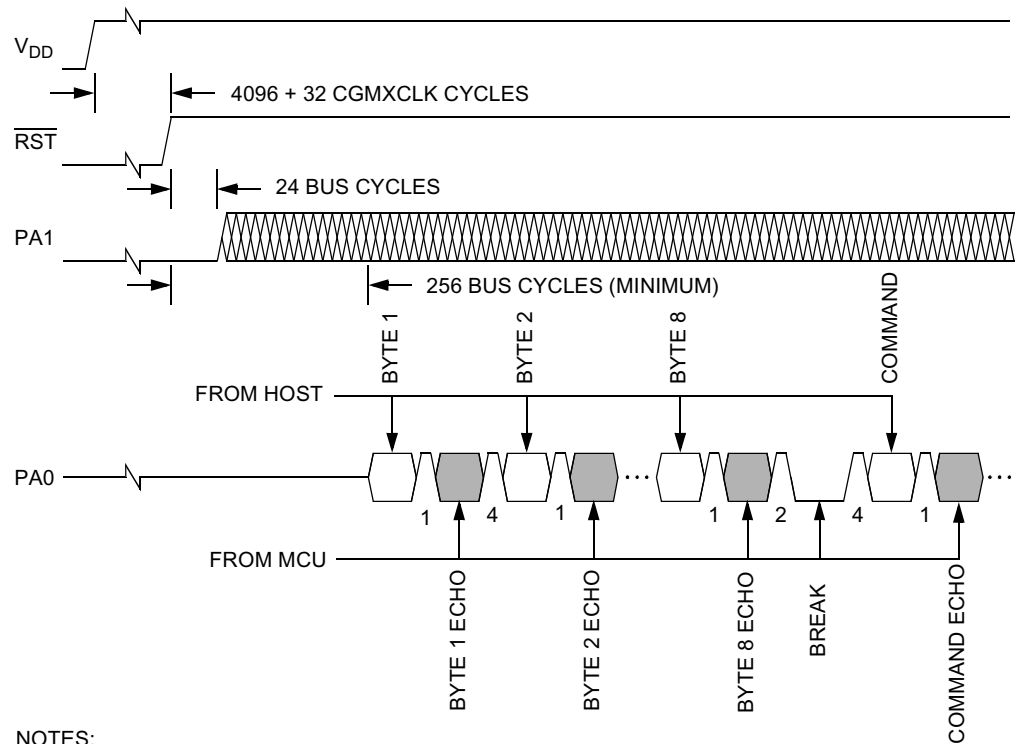 VDD
4096 + 32 CGMXCLK CYCLES
RST
24 BUS CYCLES
PA1
256 BUS CYCLES (MINIMUM)
BYTE 1
BYTE 2
BYTE 8
COMMAND
FROM HOST
PA0
1
4
1
1
2
4
1
FROM MCU
BYTE 1 ECHO
BYTE 2 ECHO
BYTE 8 ECHO
BREAK
COMMAND ECHO
NOTES: